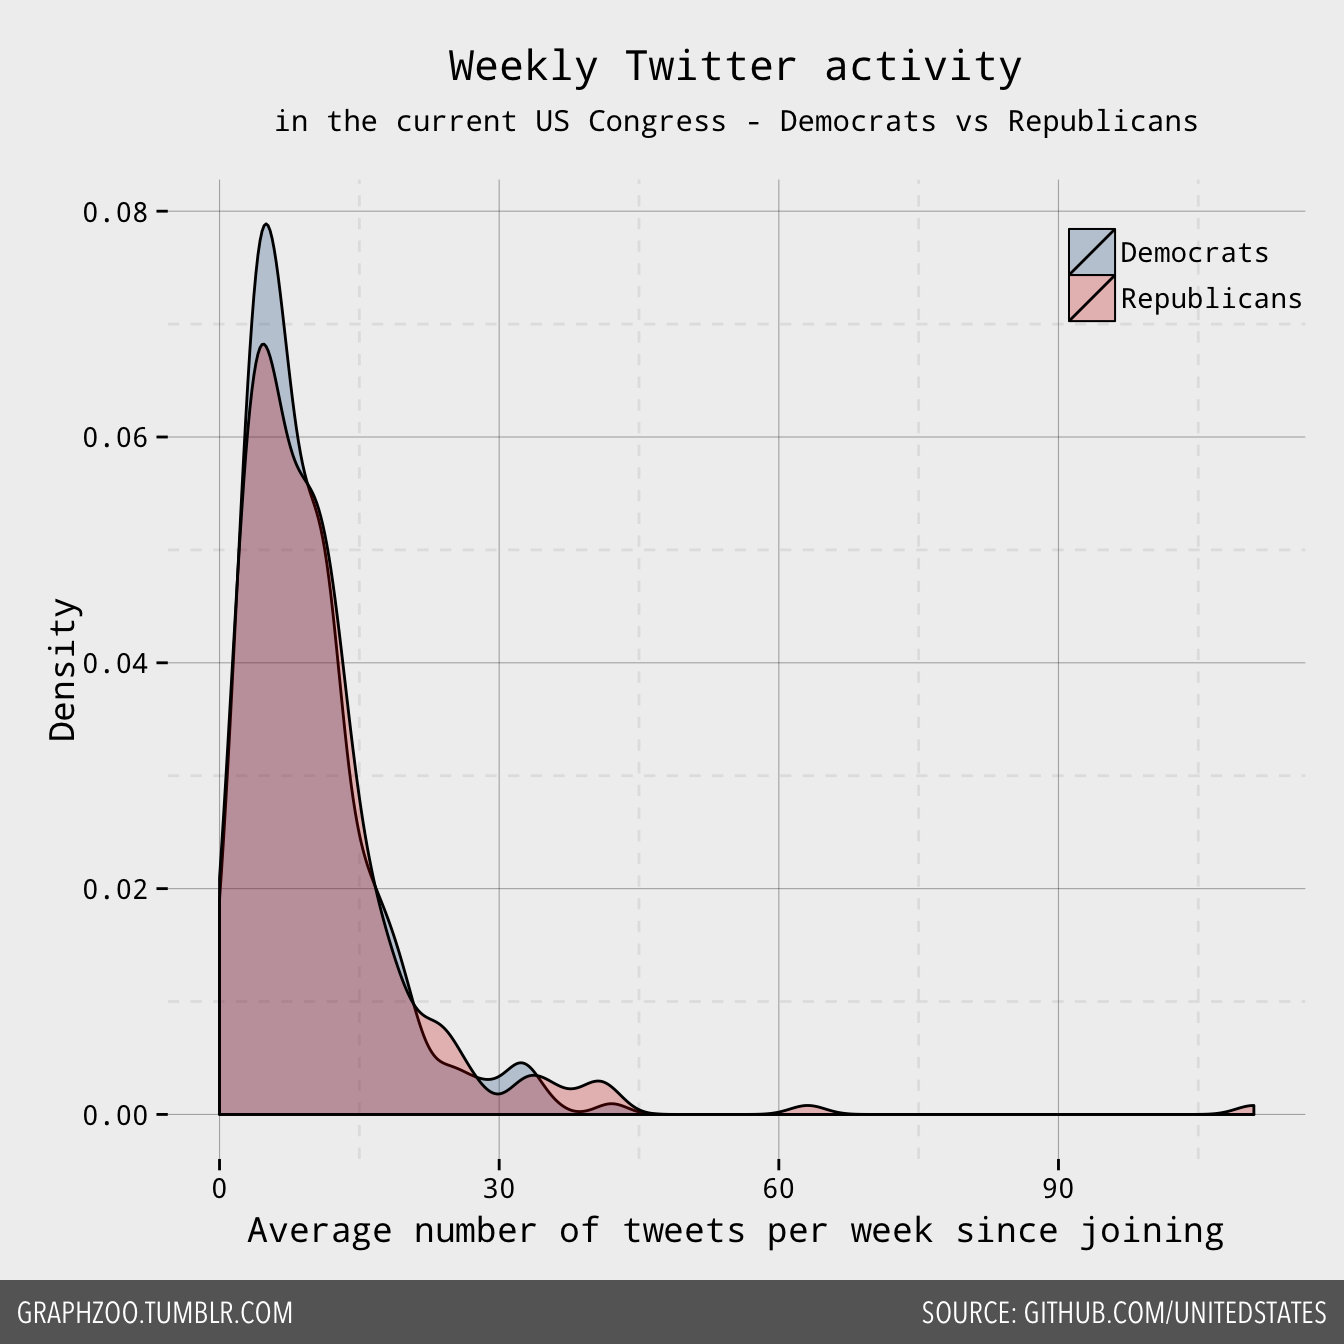 Weekly Twitter activity
in the current US Congress - Democrats vs Republicans
0.08
Democrats
Republicans
0.06
Density
0.04
0.02
0.00
0 30 60 90
Average number of tweets per week since joining
GRAPHZOO.TUMBLR.COM SOURCE: GITHUB.COM/UNITEDSTATES